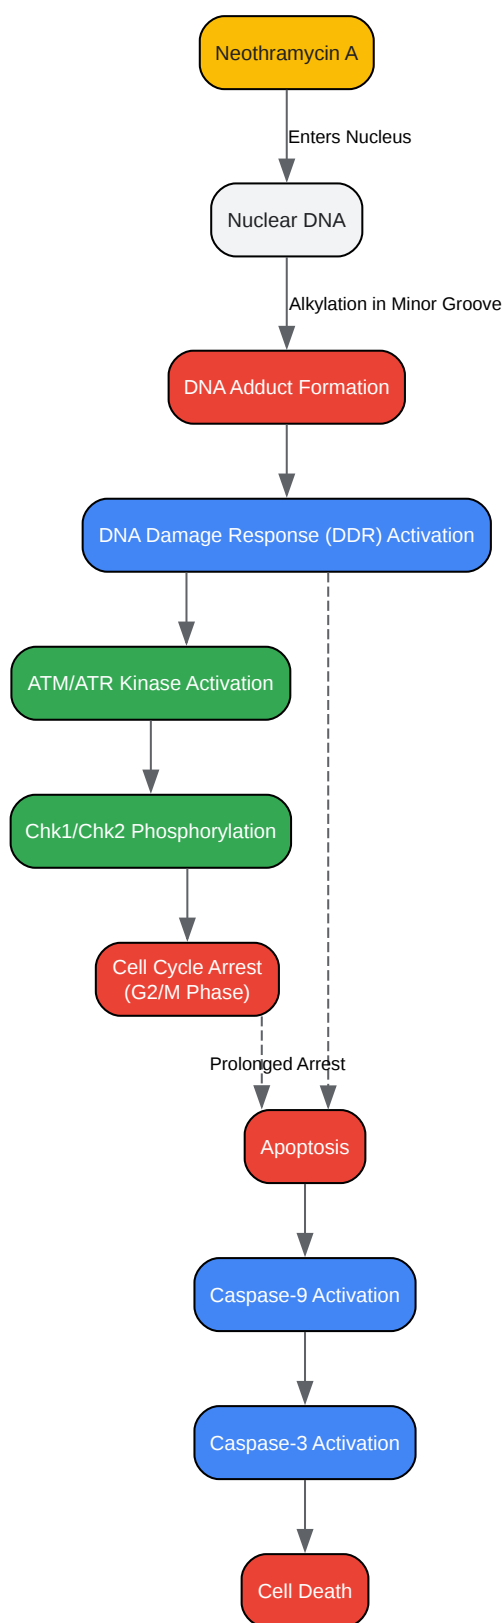 Neothramycin A
Enters Nucleus
Nuclear DNA
Alkylation in Minor Groove
DNA Adduct Formation
DNA Damage Response (DDR) Activation
ATM/ATR Kinase Activation
Chk1/Chk2 Phosphorylation
Cell Cycle Arrest
(G2/M Phase)
Prolonged Arrest
Apoptosis
Caspase-9 Activation
Caspase-3 Activation
Cell Death